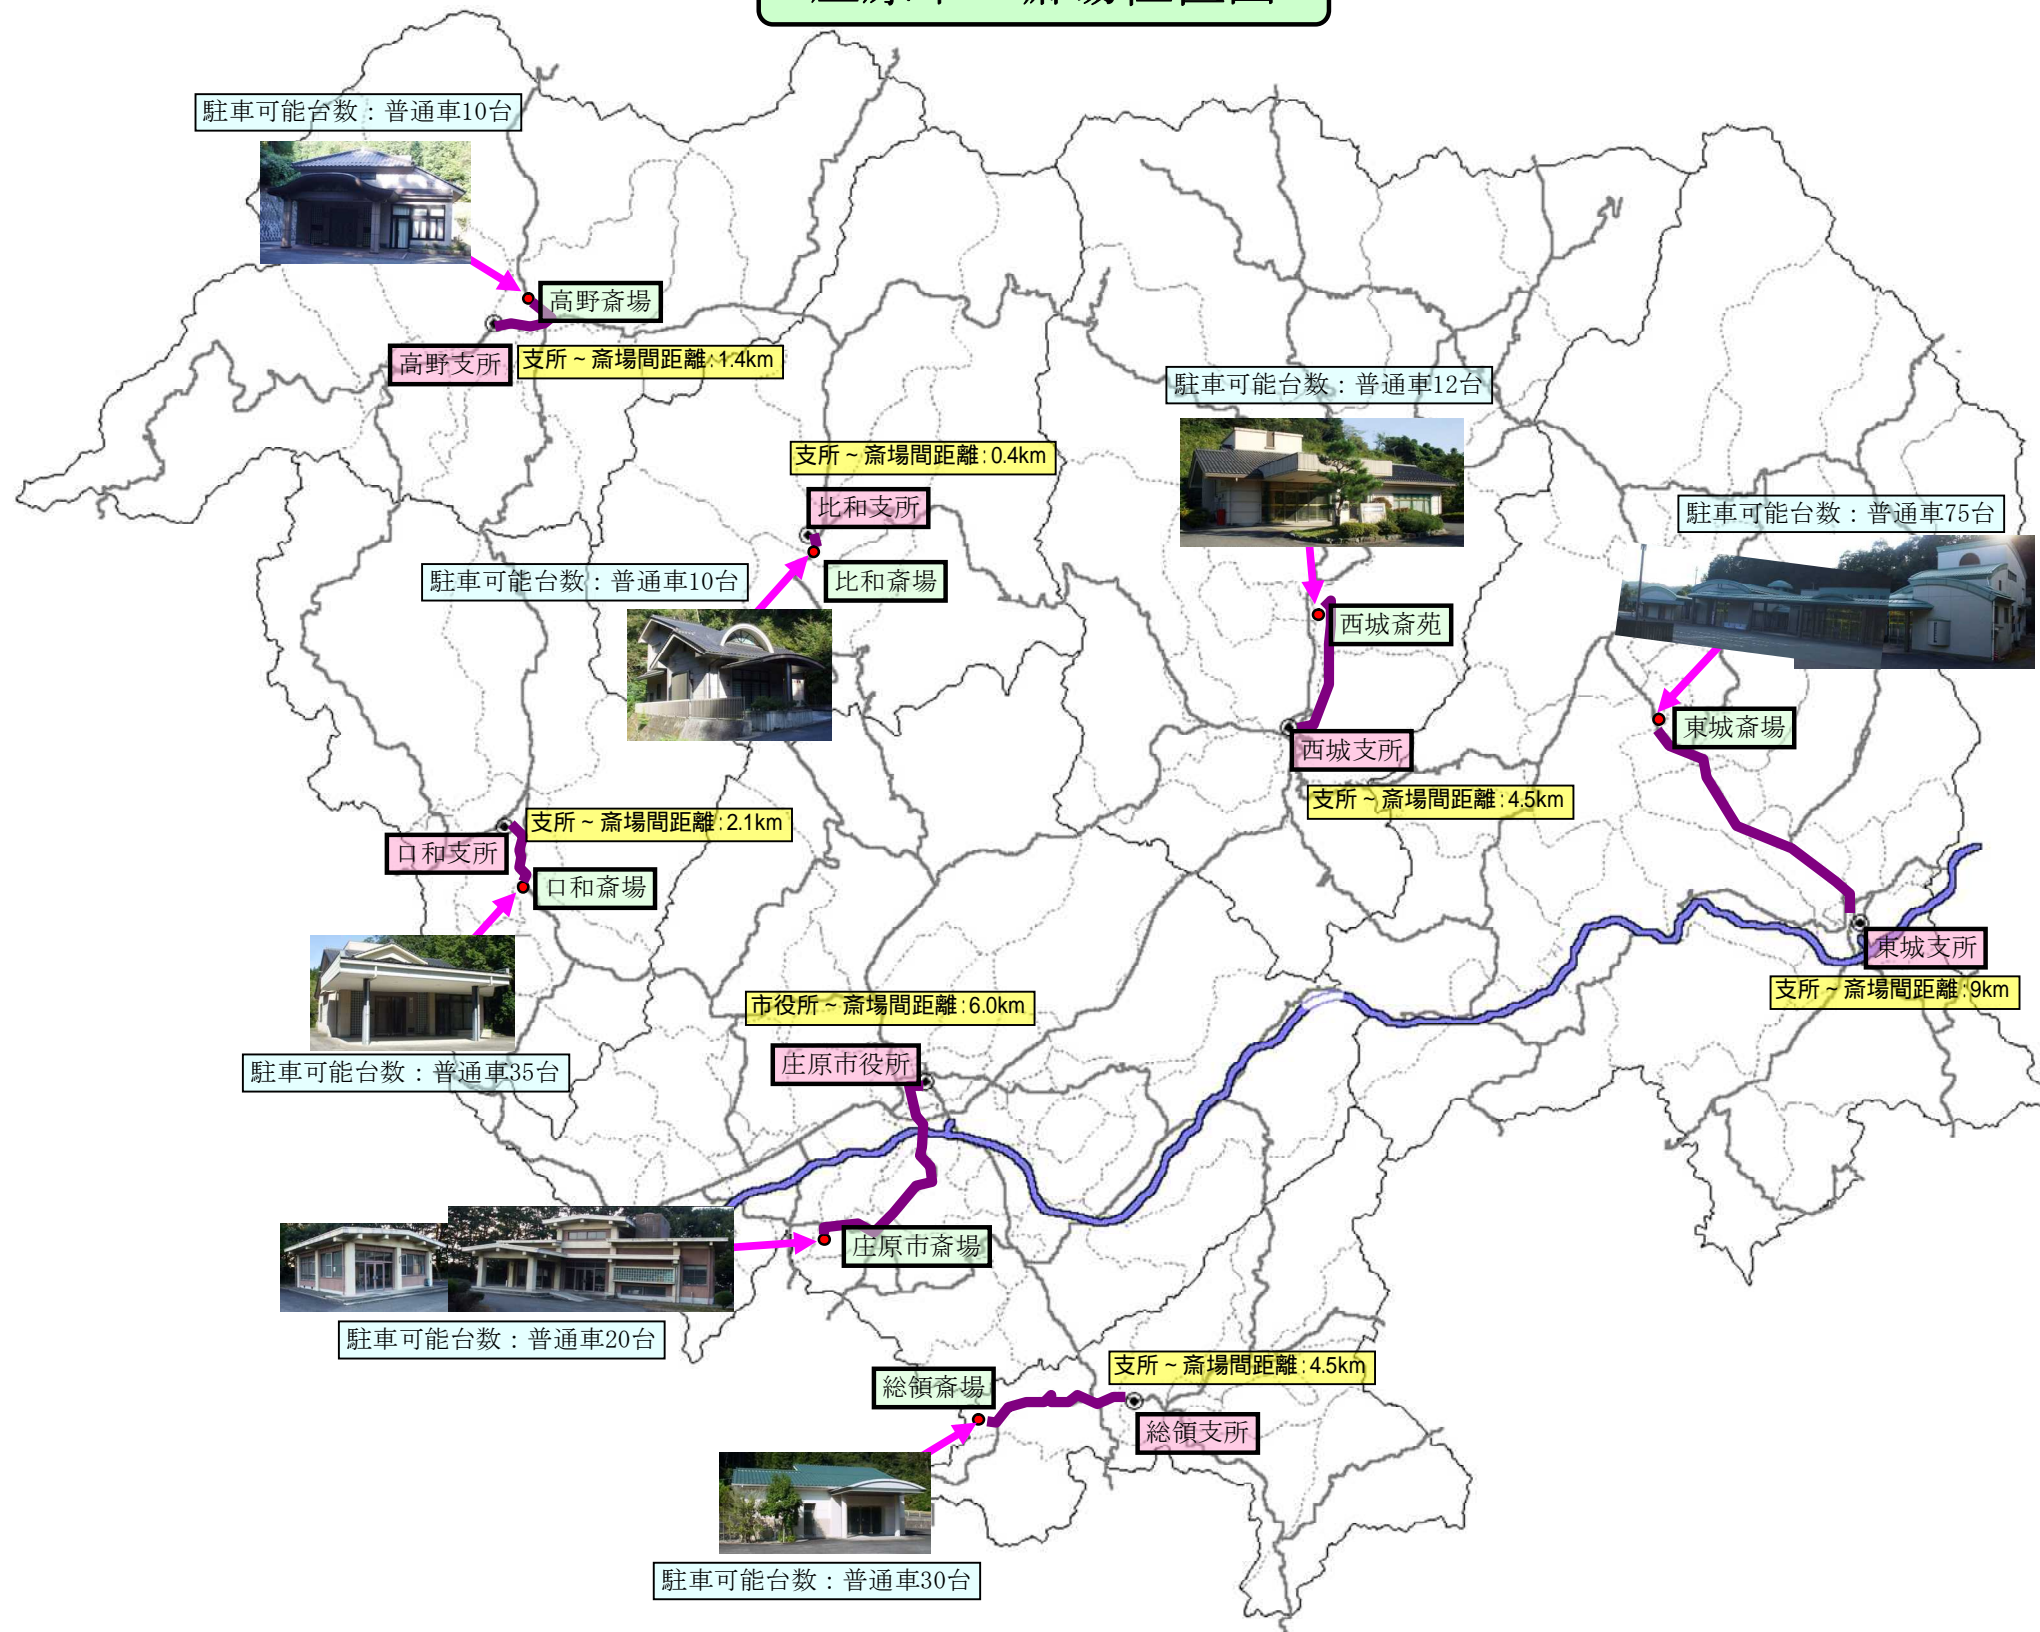 駐車可能台数：普通車10台
高野斎場
高野支所
支所～斎場間距離:1.4km
駐車可能台数：普通車12台
支所～斎場間距離:0.4km
比和支所
駐車可能台数：普通車75台
駐車可能台数：普通車10台
比和斎場
西城斎苑
東城斎場
西城支所
支所～斎場間距離:4.5km
支所～斎場間距離:2.1km
口和支所
口和斎場
東城支所
支所～斎場間距離:9km
市役所～斎場間距離:6.0km
庄原市役所
駐車可能台数：普通車35台
庄原市斎場
駐車可能台数：普通車20台
支所～斎場間距離:4.5km
総領斎場
総領支所
駐車可能台数：普通車30台